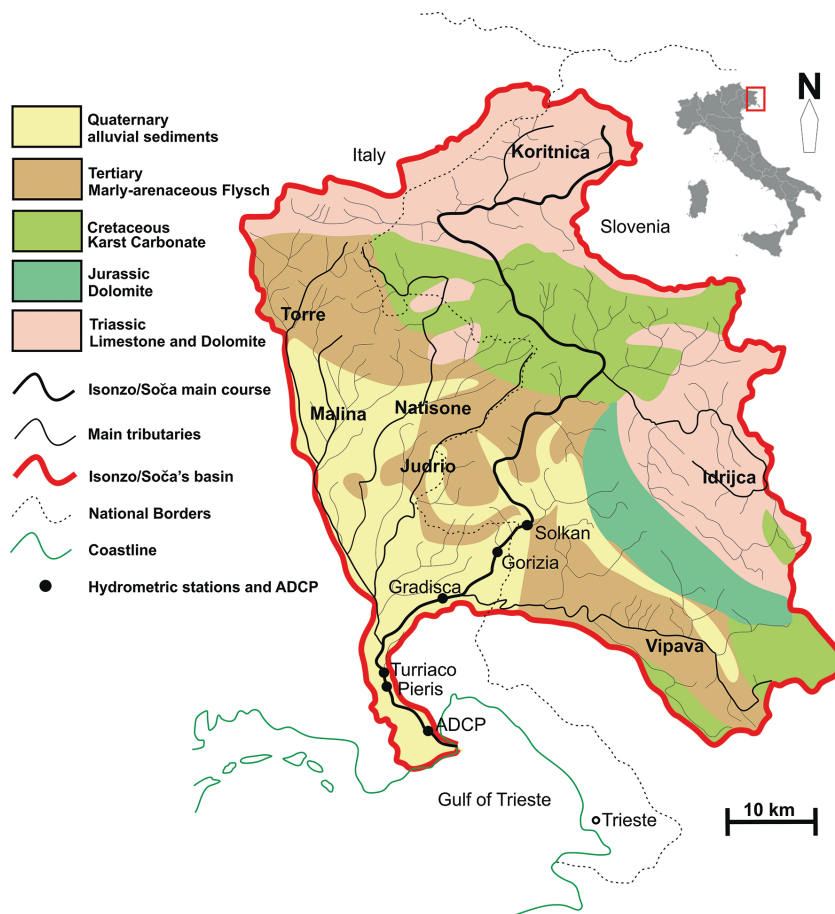 N
Quaternary
alluvial sediments
Tertiary
Marly-arenaceous Flysch
Cretaceous
Karst Carbonate
Jurassic
Dolomite
Triassic
Limestone and Dolomite
Isonzo/Soča main course
Main tributaries
Isonzo/Soča's basin
National Borders
Coastline
Hydrometric stations and ADCP
Italy
Koritnica
Slovenia
Torre
Malina
Natisone
Judrio
Idrijca
Solkan
Gorizia
Gradisca
Vipava
Turriaco
Pieris
ADCP
Gulf of Trieste
Trieste
10 km